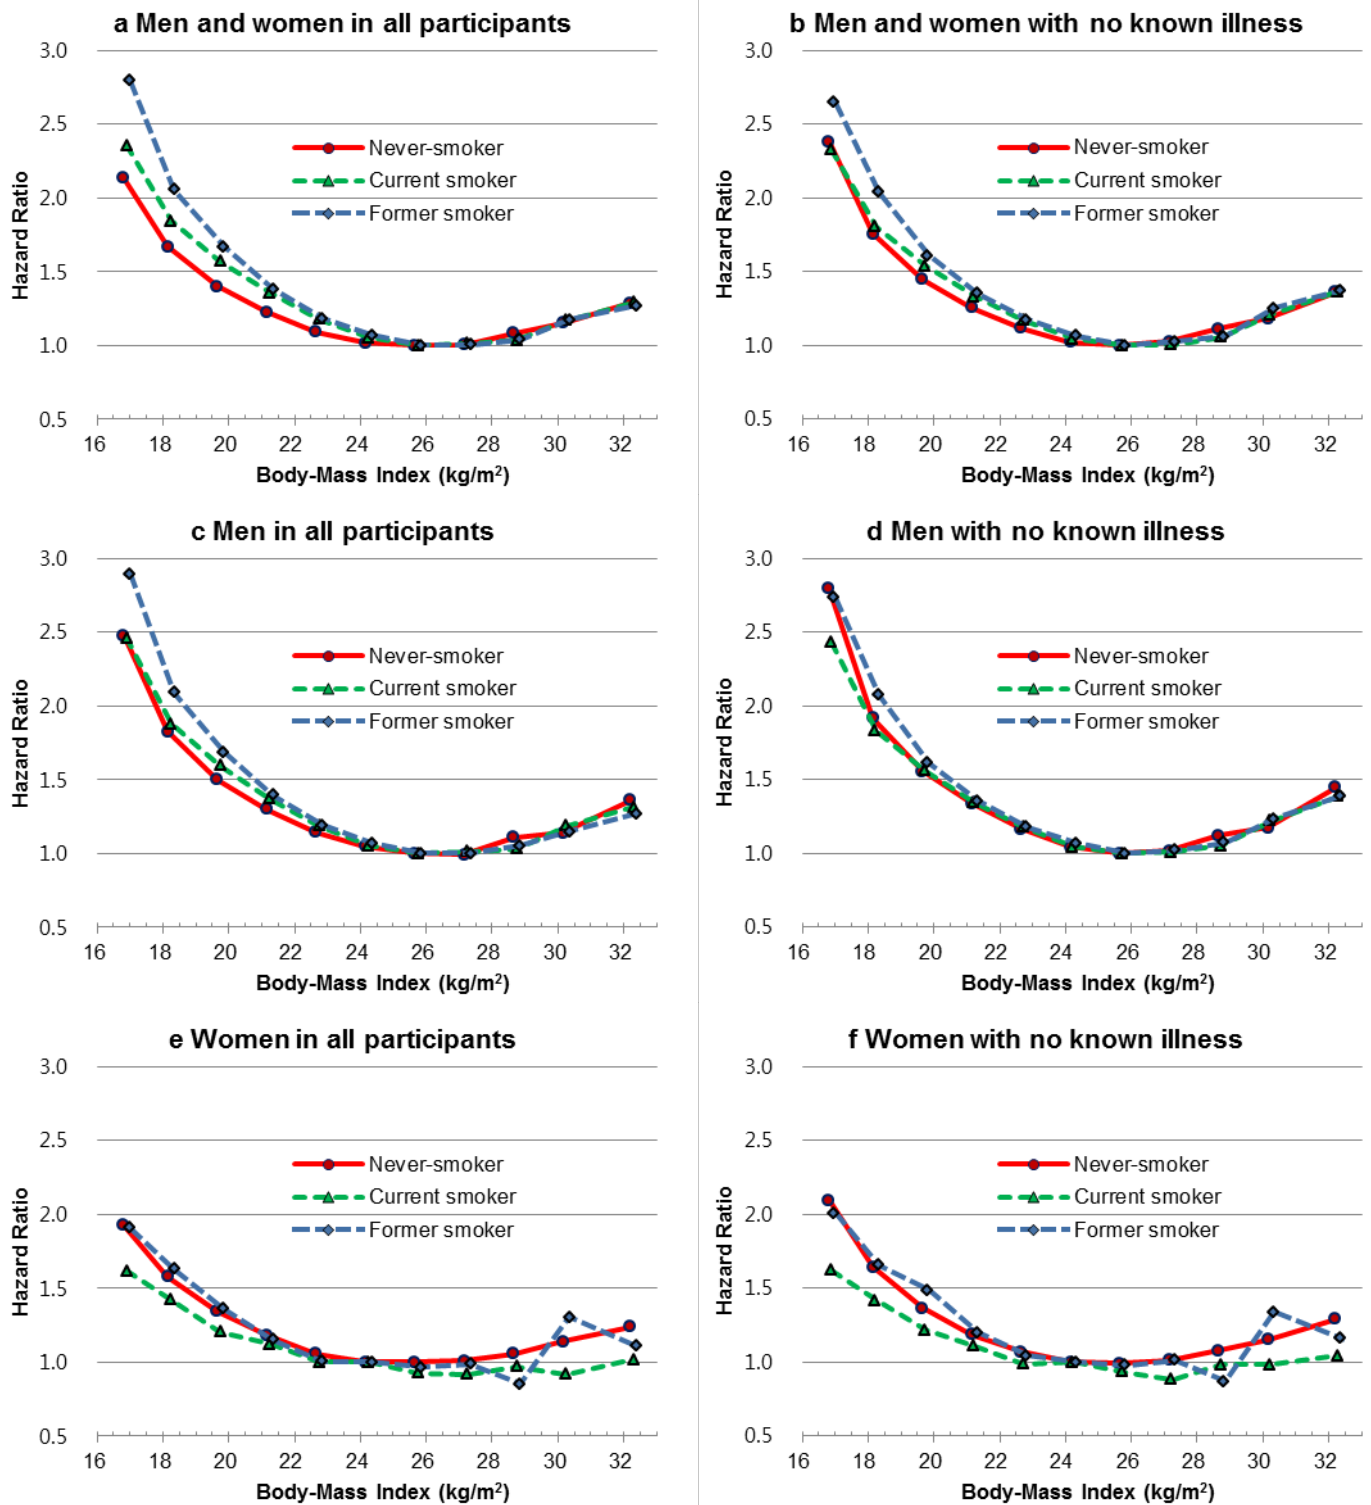 a Men and women in all participants
3.0
2.5
2.0
1.5
1.0
0.5
Hazard Ratio
Never-smoker
Current smoker
Former smoker
16 18 20 22 24 26 28 30 32
Body-Mass Index (kg/m²)
b Men and women with no known illness
3.0
2.5
2.0
1.5
1.0
0.5
Hazard Ratio
Never-smoker
Current smoker
Former smoker
16 18 20 22 24 26 28 30 32
Body-Mass Index (kg/m²)
c Men in all participants
3.0
2.5
2.0
1.5
1.0
0.5
Hazard Ratio
Never-smoker
Current smoker
Former smoker
16 18 20 22 24 26 28 30 32
Body-Mass Index (kg/m²)
d Men with no known illness
3.0
2.5
2.0
1.5
1.0
0.5
Hazard Ratio
Never-smoker
Current smoker
Former smoker
16 18 20 22 24 26 28 30 32
Body-Mass Index (kg/m²)
e Women in all participants
3.0
2.5
2.0
1.5
1.0
0.5
Hazard Ratio
Never-smoker
Current smoker
Former smoker
16 18 20 22 24 26 28 30 32
Body-Mass Index (kg/m²)
f Women with no known illness
3.0
2.5
2.0
1.5
1.0
0.5
Hazard Ratio
Never-smoker
Current smoker
Former smoker
16 18 20 22 24 26 28 30 32
Body-Mass Index (kg/m²)